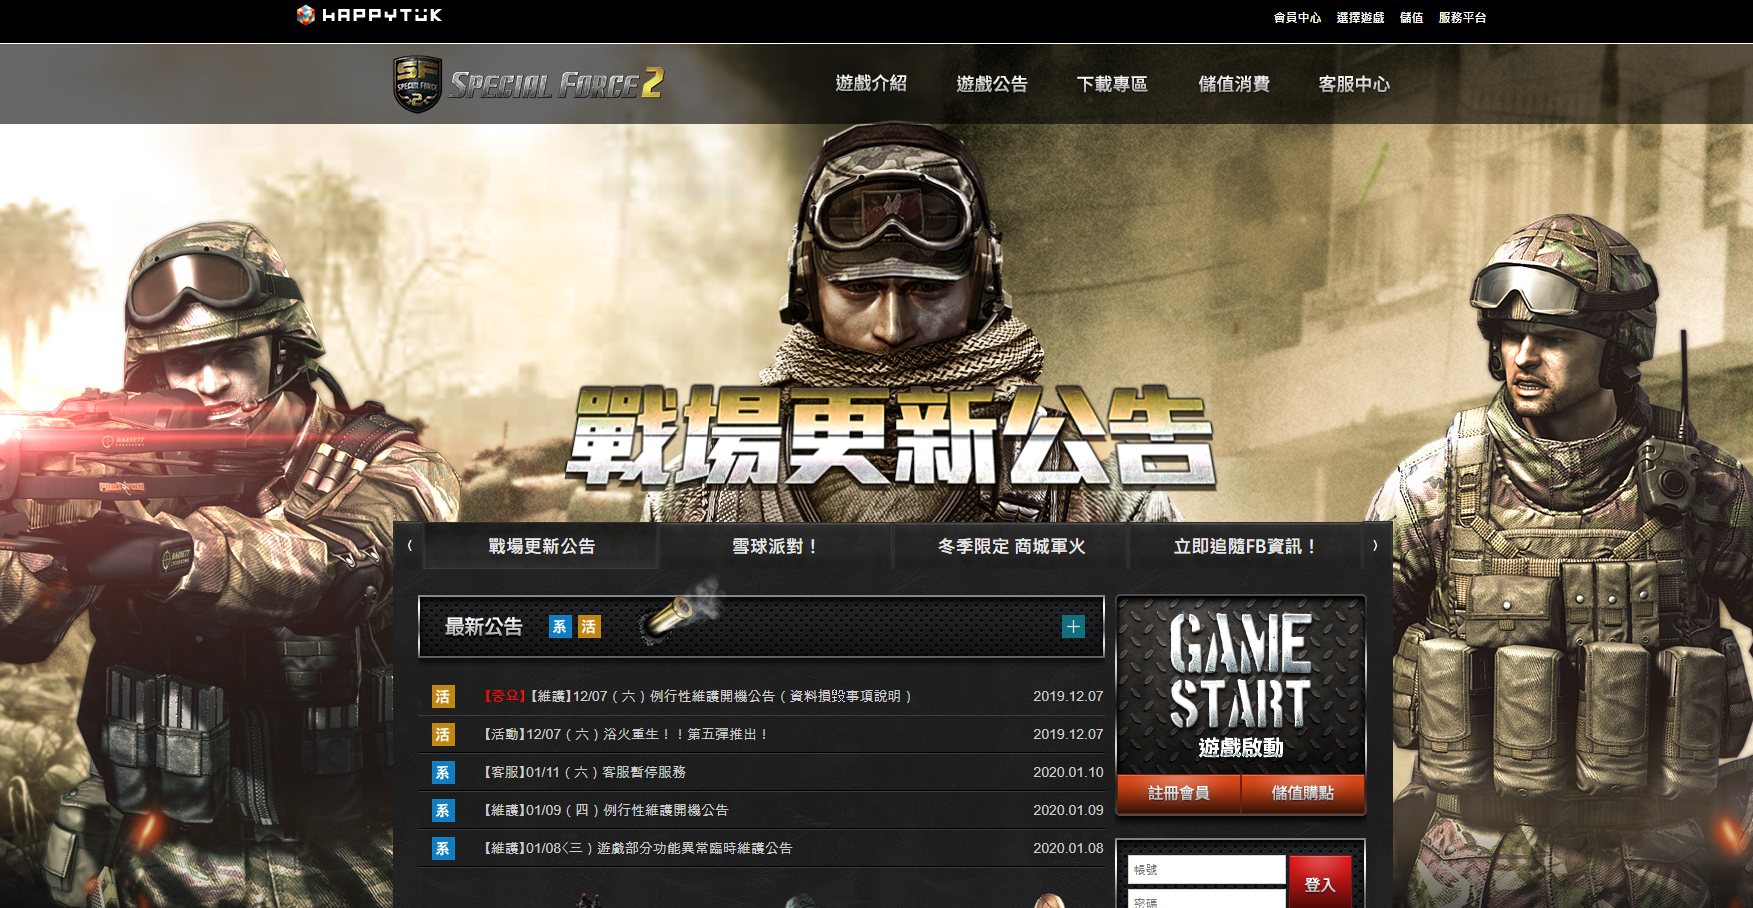 HAPPYTUK
會員中心 選擇遊戲 儲值 服務平台
SF SPECIAL FORCE 2
SPECIAL FORCE 2
遊戲介紹 遊戲公告 下載專區 儲值消費 客服中心
戰場更新公告
BARNETT
CROSSBOWS
PREDATOR
BARNETT
CROSSBOWS
〈 戰場更新公告 雪球派對！ 冬季限定 商城軍火 立即追隨FB資訊！ 〉
最新公告 系 活 +
活 【중요】【維護】12/07（六）例行性維護開機公告（資料損毀事項說明） 2019.12.07
活 【活動】12/07（六）浴火重生！！第五彈推出！ 2019.12.07
系 【客服】01/11（六）客服暫停服務 2020.01.10
系 【維護】01/09（四）例行性維護開機公告 2020.01.09
系 【維護】01/08〈三）遊戲部分功能異常臨時維護公告 2020.01.08
GAME
START
遊戲啟動
註冊會員 儲值購點
帳號
登入
密碼